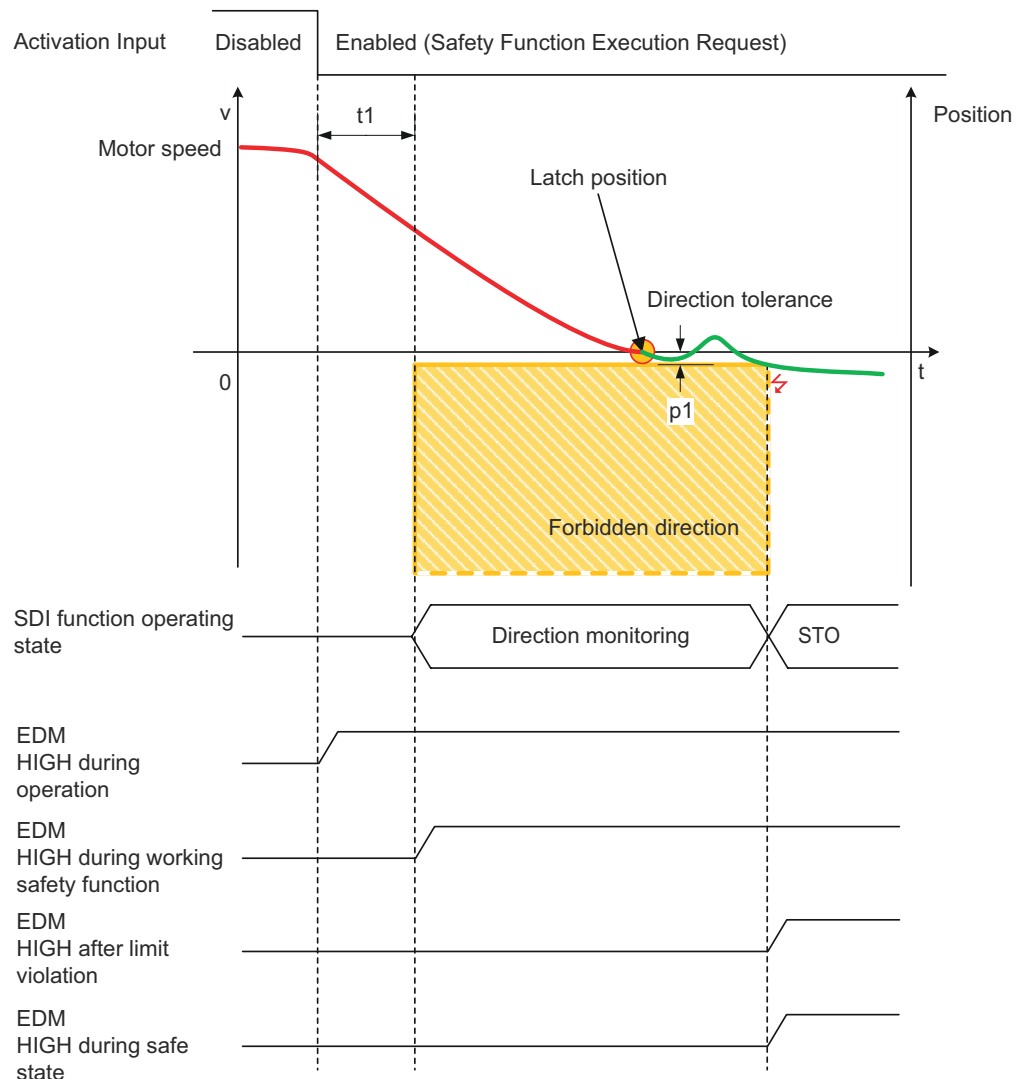 Activation Input
Disabled
Enabled (Safety Function Execution Request)
v
t1
Position
Motor speed
Latch position
Direction tolerance
0
t
p1
Forbidden direction
SDI function operating
state
Direction monitoring
STO
EDM
HIGH during
operation
EDM
HIGH during working
safety function
EDM
HIGH after limit
violation
EDM
HIGH during safe
state